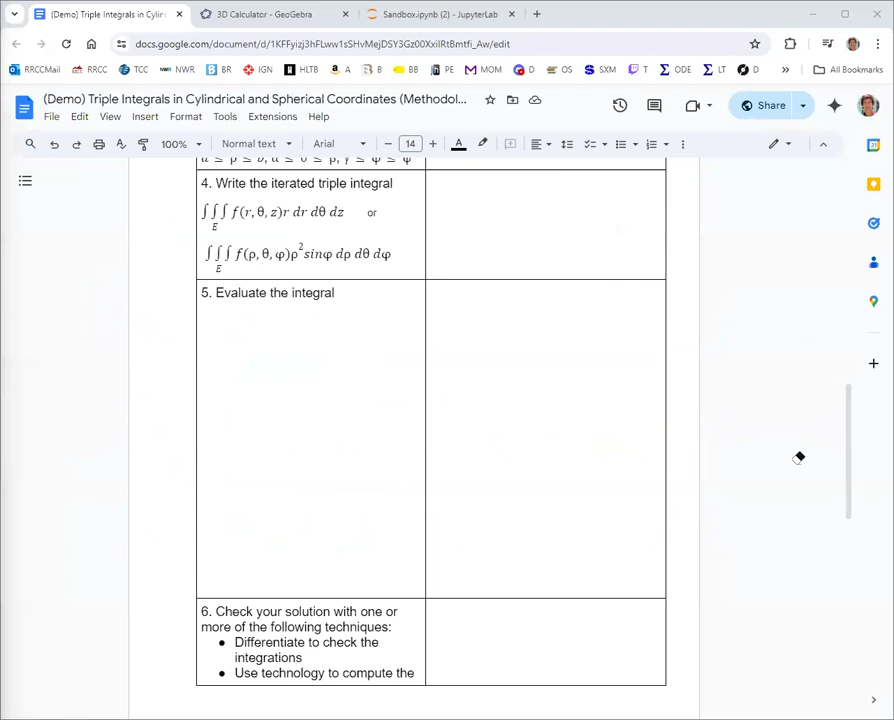 (Demo) Triple Integrals in Cylin
3D Calculator - GeoGebra
Sandbox.ipynb (2) - JupyterLab
docs.google.com/document/d/1KFFyizj3hFLww1sSHvMejDSY3Gz00XxiIRtBmtfi_Aw/edit
RRCCMail RRCC TCC NWR BR IGN HLTB A B BB PE MOM D OS SXM T ODE LT D All Bookmarks
(Demo) Triple Integrals in Cylindrical and Spherical Coordinates (Methodol...
Share
File Edit View Insert Tools Format Extensions Help
100% Normal text Arial 14
a ≤ ρ ≤ b, α ≤ θ ≤ β, γ ≤ φ ≤ φ
4. Write the iterated triple integral
∫∫∫ f(r, θ, z)r dr dθ dz or
E
∫∫∫ f(ρ, θ, φ)ρ² sinφ dρ dθ dφ
E
5. Evaluate the integral
6. Check your solution with one or
more of the following techniques:
● Differentiate to check the
integrations
● Use technology to compute the